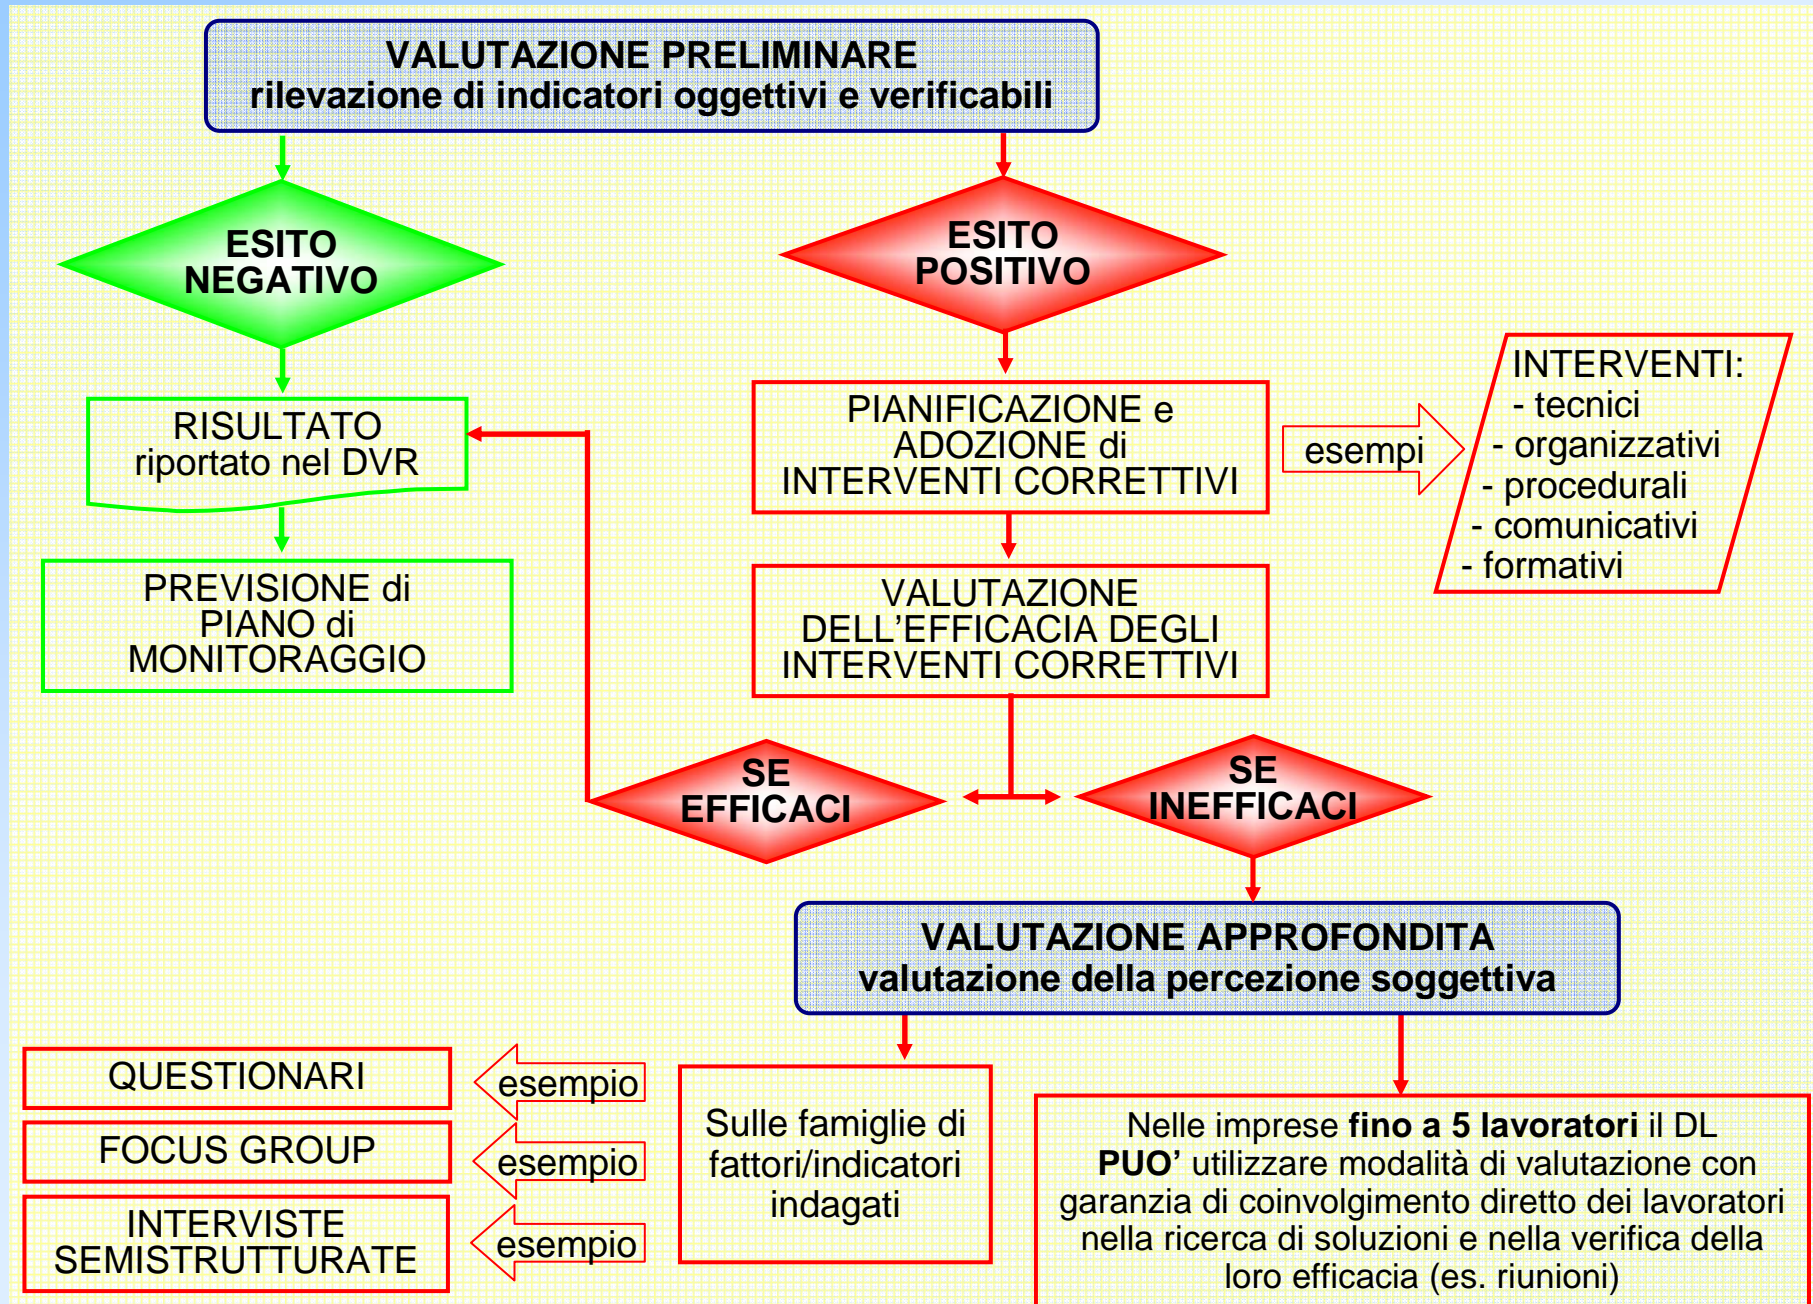 VALUTAZIONE PRELIMINARE
rilevazione di indicatori oggettivi e verificabili
ESITO
NEGATIVO
ESITO
POSITIVO
RISULTATO
riportato nel DVR
PREVISIONE di
PIANO di
MONITORAGGIO
PIANIFICAZIONE e
ADOZIONE di
INTERVENTI CORRETTIVI
esempi
INTERVENTI:
- tecnici
- organizzativi
- procedurali
- comunicativi
- formativi
VALUTAZIONE
DELL’EFFICACIA DEGLI
INTERVENTI CORRETTIVI
SE
EFFICACI
SE
INEFFICACI
VALUTAZIONE APPROFONDITA
valutazione della percezione soggettiva
QUESTIONARI
esempio
FOCUS GROUP
esempio
INTERVISTE
SEMISTRUTTURATE
esempio
Sulle famiglie di
fattori/indicatori
indagati
Nelle imprese fino a 5 lavoratori il DL
PUO’ utilizzare modalità di valutazione con
garanzia di coinvolgimento diretto dei lavoratori
nella ricerca di soluzioni e nella verifica della
loro efficacia (es. riunioni)